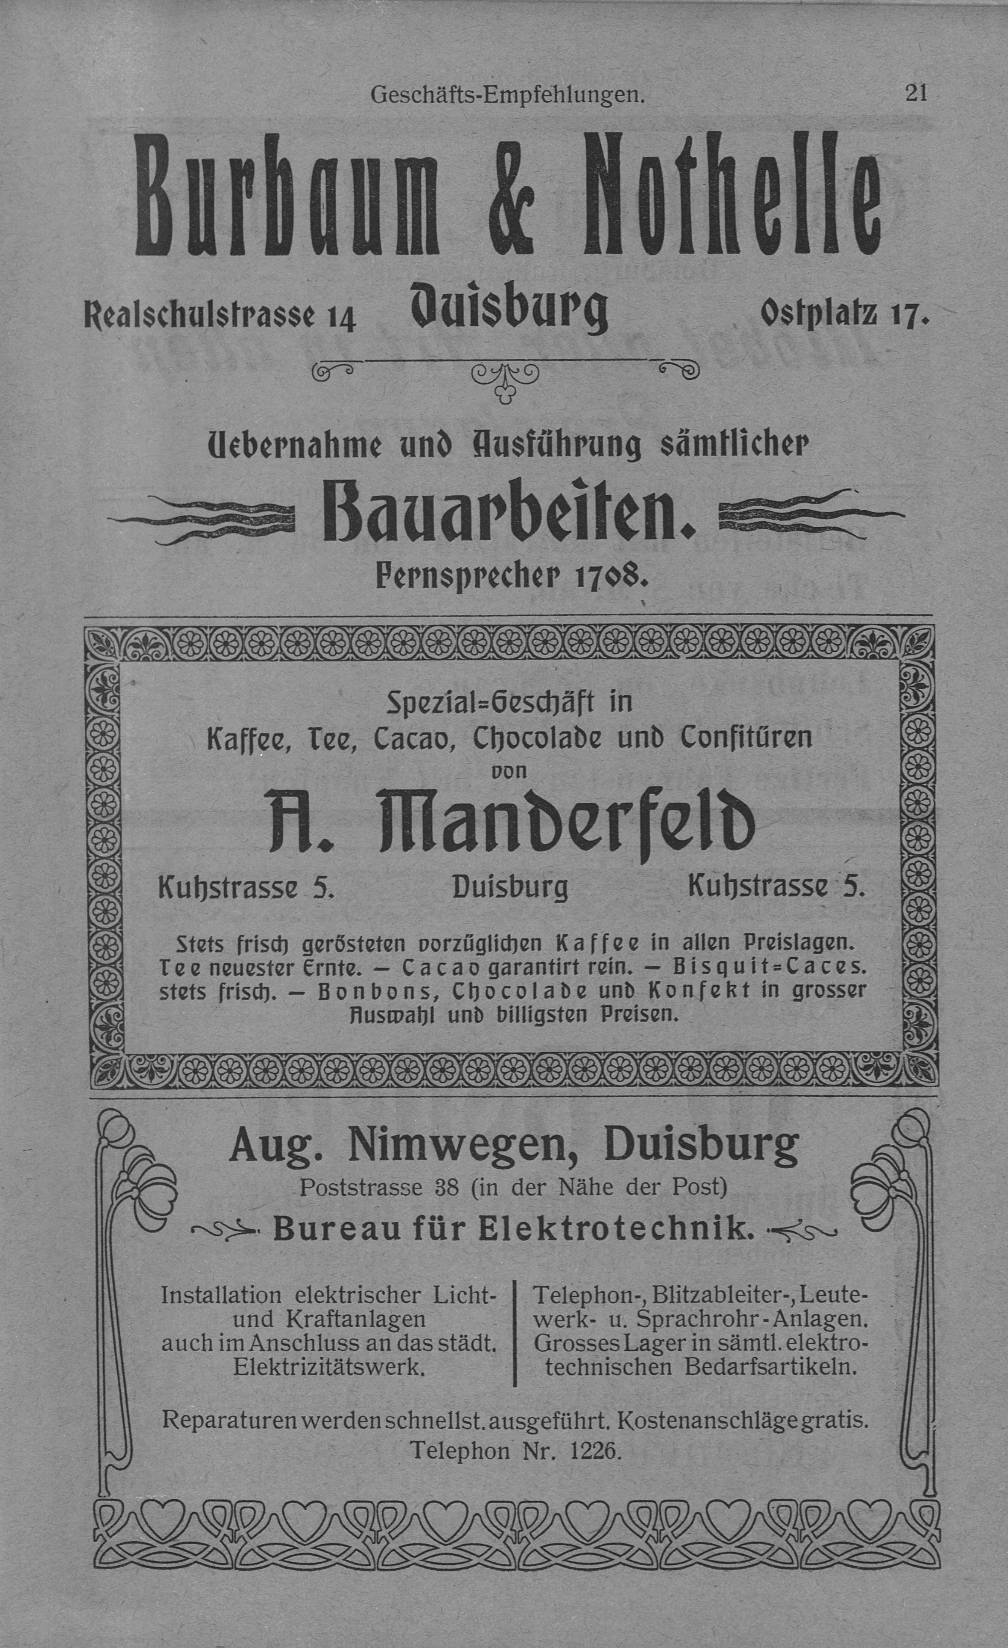 Geschäfts-Empfehlungen. 21
Burbaum & Nothelle
Realschulstrasse 14 Duisburg Ostplatz 17.
Uebernahme und Ausführung sämtlicher
Bauarbeiten.
Fernsprecher 1708.
Spezial=Geschäft in
Kaffee, Tee, Cacao, Chocolade und Confitüren
von
A. Manderfeld
Kuhstrasse 5. Duisburg Kuhstrasse 5.
Stets frisch gerösteten vorzüglichen Kaffee in allen Preislagen.
Tee neuester Ernte. — Cacao garantirt rein. — Bisquit=Caces.
stets frisch. — Bonbons, Chocolade und Konfekt in grosser
Auswahl und billigsten Preisen.
Aug. Nimwegen, Duisburg
Poststrasse 38 (in der Nähe der Post)
Bureau für Elektrotechnik.
Installation elektrischer Licht-
und Kraftanlagen
auch im Anschluss an das städt.
Elektrizitätswerk.
Telephon-, Blitzableiter-, Leute-
werk- u. Sprachrohr-Anlagen.
Grosses Lager in sämtl. elektro-
technischen Bedarfsartikeln.
Reparaturen werden schnellst. ausgeführt. Kostenanschläge gratis.
Telephon Nr. 1226.